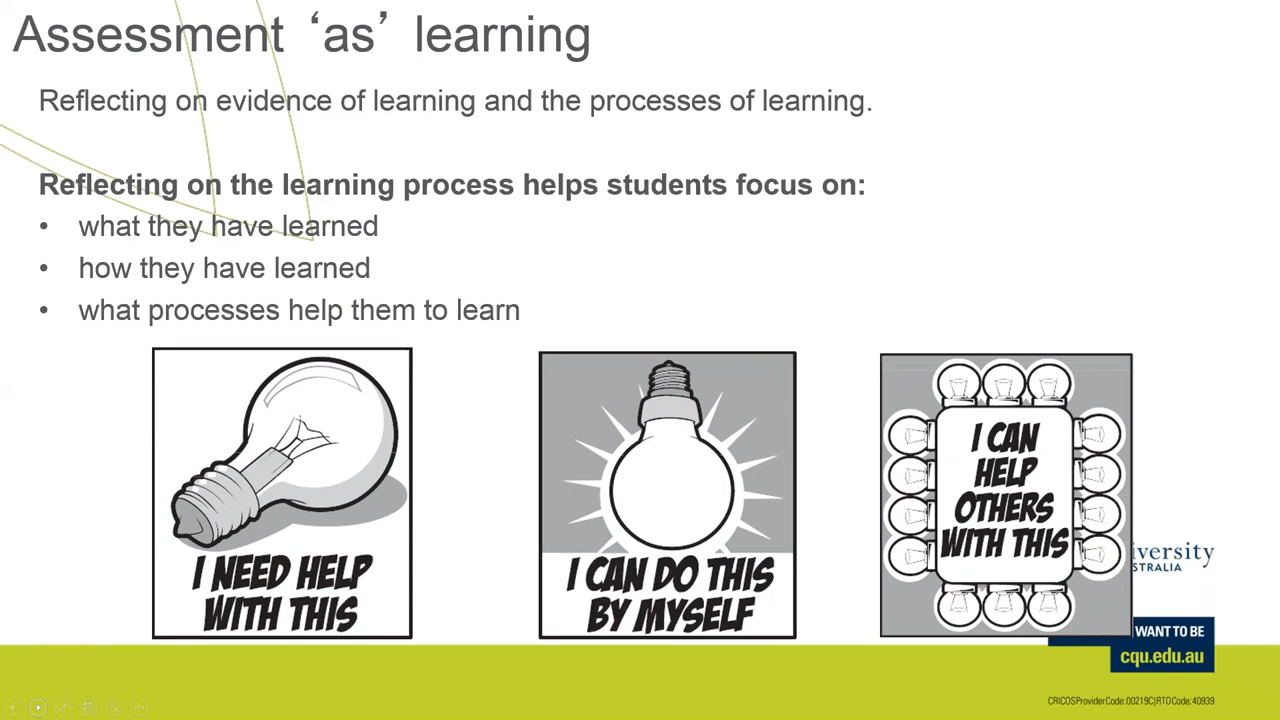 Assessment ‘as’ learning
Reflecting on evidence of learning and the processes of learning.
Reflecting on the learning process helps students focus on:
• what they have learned
• how they have learned
• what processes help them to learn
I NEED HELP
WITH THIS
I CAN DO THIS
BY MYSELF
I CAN
HELP
OTHERS
WITH THIS
WANT TO BE
cqu.edu.au
CRICOS Provider Code: 00219C | RTO Code: 40939